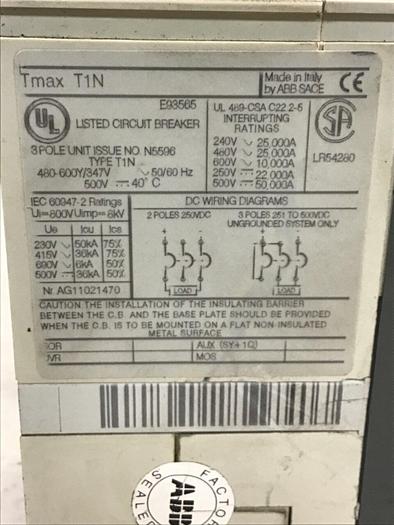 Tmax T1N
Made in Italy
by ABB SACE
CE
E93565
UL
LISTED CIRCUIT BREAKER
3 POLE UNIT ISSUE NO. N5596
TYPE T1N
480-600Y/347V 50/60 Hz
500V 40° C
UL 489-CSA C22.2-5
INTERRUPTING
RATINGS
240V 25,000A
480V 25,000A
600V 10,000A
250V 22,000A
500V 50,000A
SA
LR54280
IEC 60947-2 Ratings
Ui=800V Uimp=8kV
Ue Icu Ics
230V 50kA 75%
415V 36kA 75%
690V 6kA 50%
500V 36kA 50%
Nr. AG11021470
DC WIRING DIAGRAMS
2 POLES 250VDC
3 POLES 251 TO 500VDC
UNGROUNDED SYSTEM ONLY
+ -
+ -
LOAD
LOAD
CAUTION THE INSTALLATION OF THE INSULATING BARRIER
BETWEEN THE C.B. AND THE BASE PLATE SHOULD BE PROVIDED
WHEN THE C.B. IS TO BE MOUNTED ON A FLAT NON-INSULATED
METAL SURFACE
SOR
AUX (SY+1Q)
UVR
MOS
FACTO
ABB
SEALED